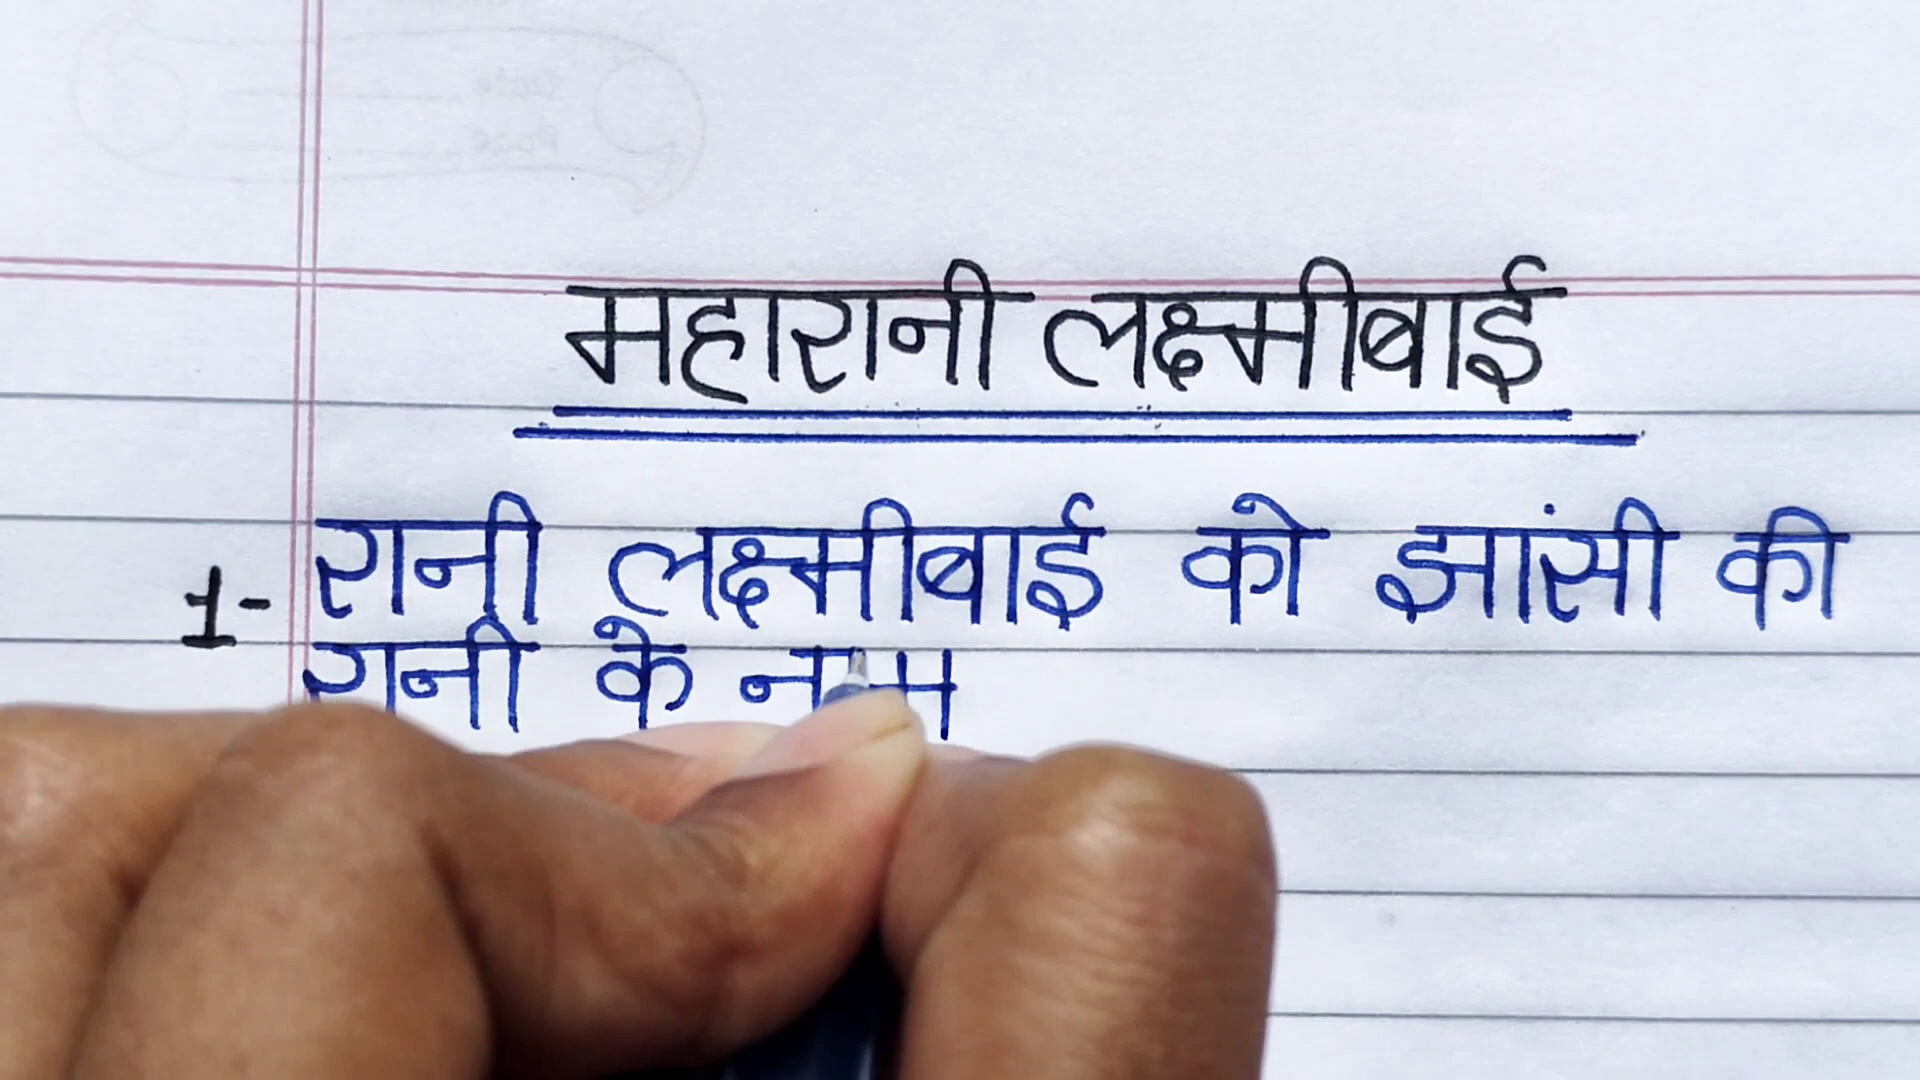 महारानी लक्ष्मीबाई
1- रानी लक्ष्मीबाई को झांसी की
रानी के नाम